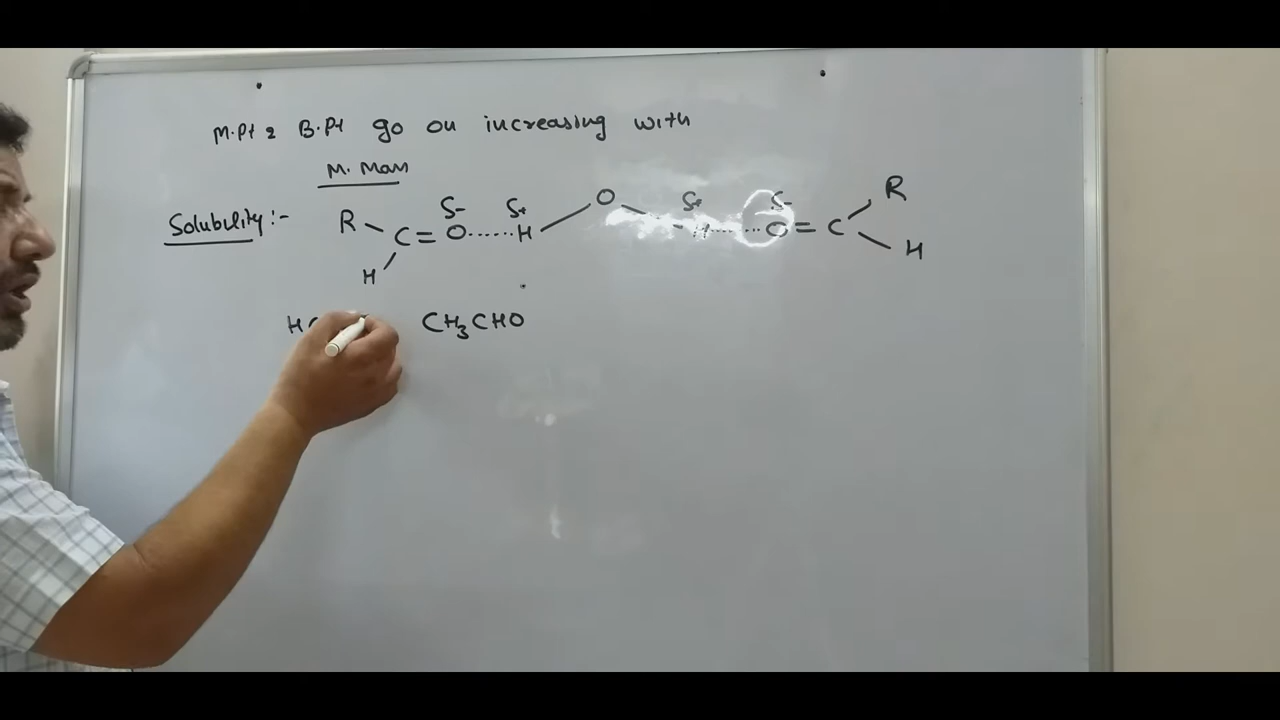 M.Pt & B.Pt go on increasing with
M. Mass
Solubility :- R C = O ...... H O H ...... O = C R
δ- δ+ δ+ δ-
H H
CH₃CHO